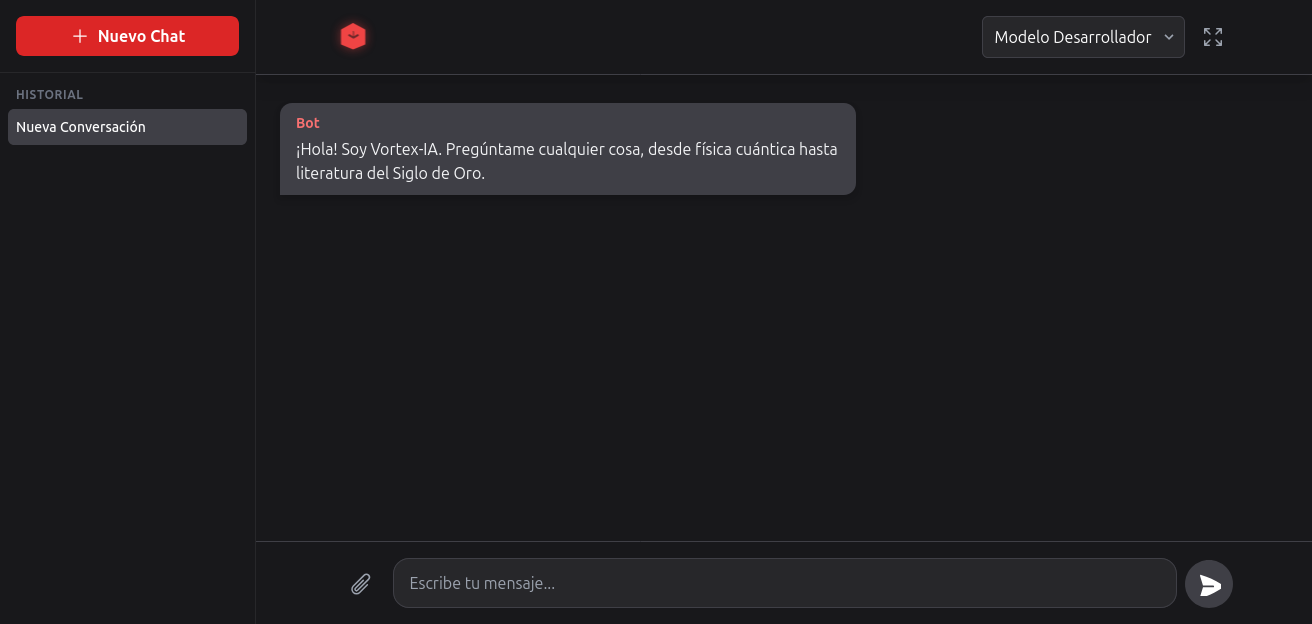 Nuevo Chat
Modelo Desarrollador
HISTORIAL
Nueva Conversación
Bot
¡Hola! Soy Vortex-IA. Pregúntame cualquier cosa, desde física cuántica hasta
literatura del Siglo de Oro.
Escribe tu mensaje...